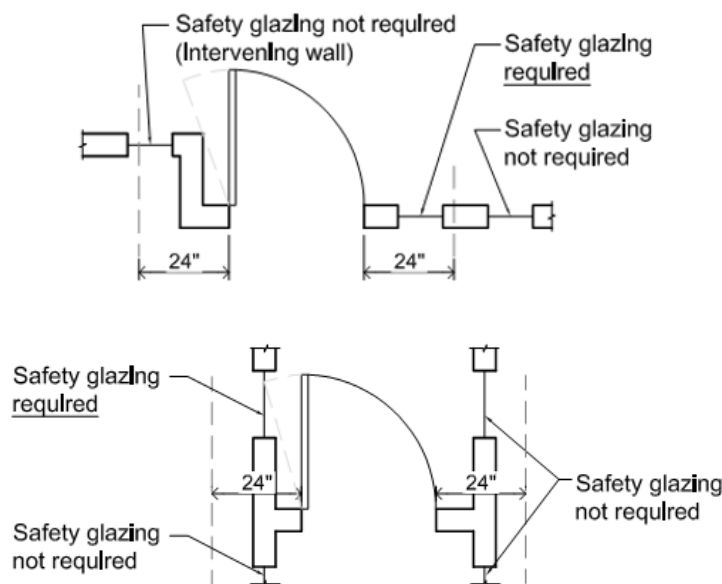 Safety glazing not required
(Intervening wall)
Safety glazing
required
Safety glazing
not required
24"
24"
Safety glazing
required
24"
24"
Safety glazing
not required
Safety glazing
not required